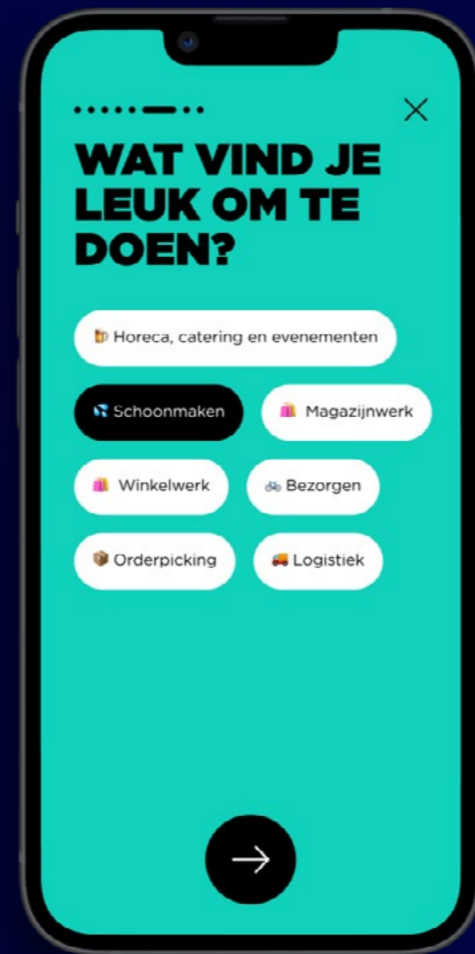 WAT VIND JE
LEUK OM TE
DOEN?
Horeca, catering en evenementen
Schoonmaken
Magazijnwerk
Winkelwerk
Bezorgen
Orderpicking
Logistiek